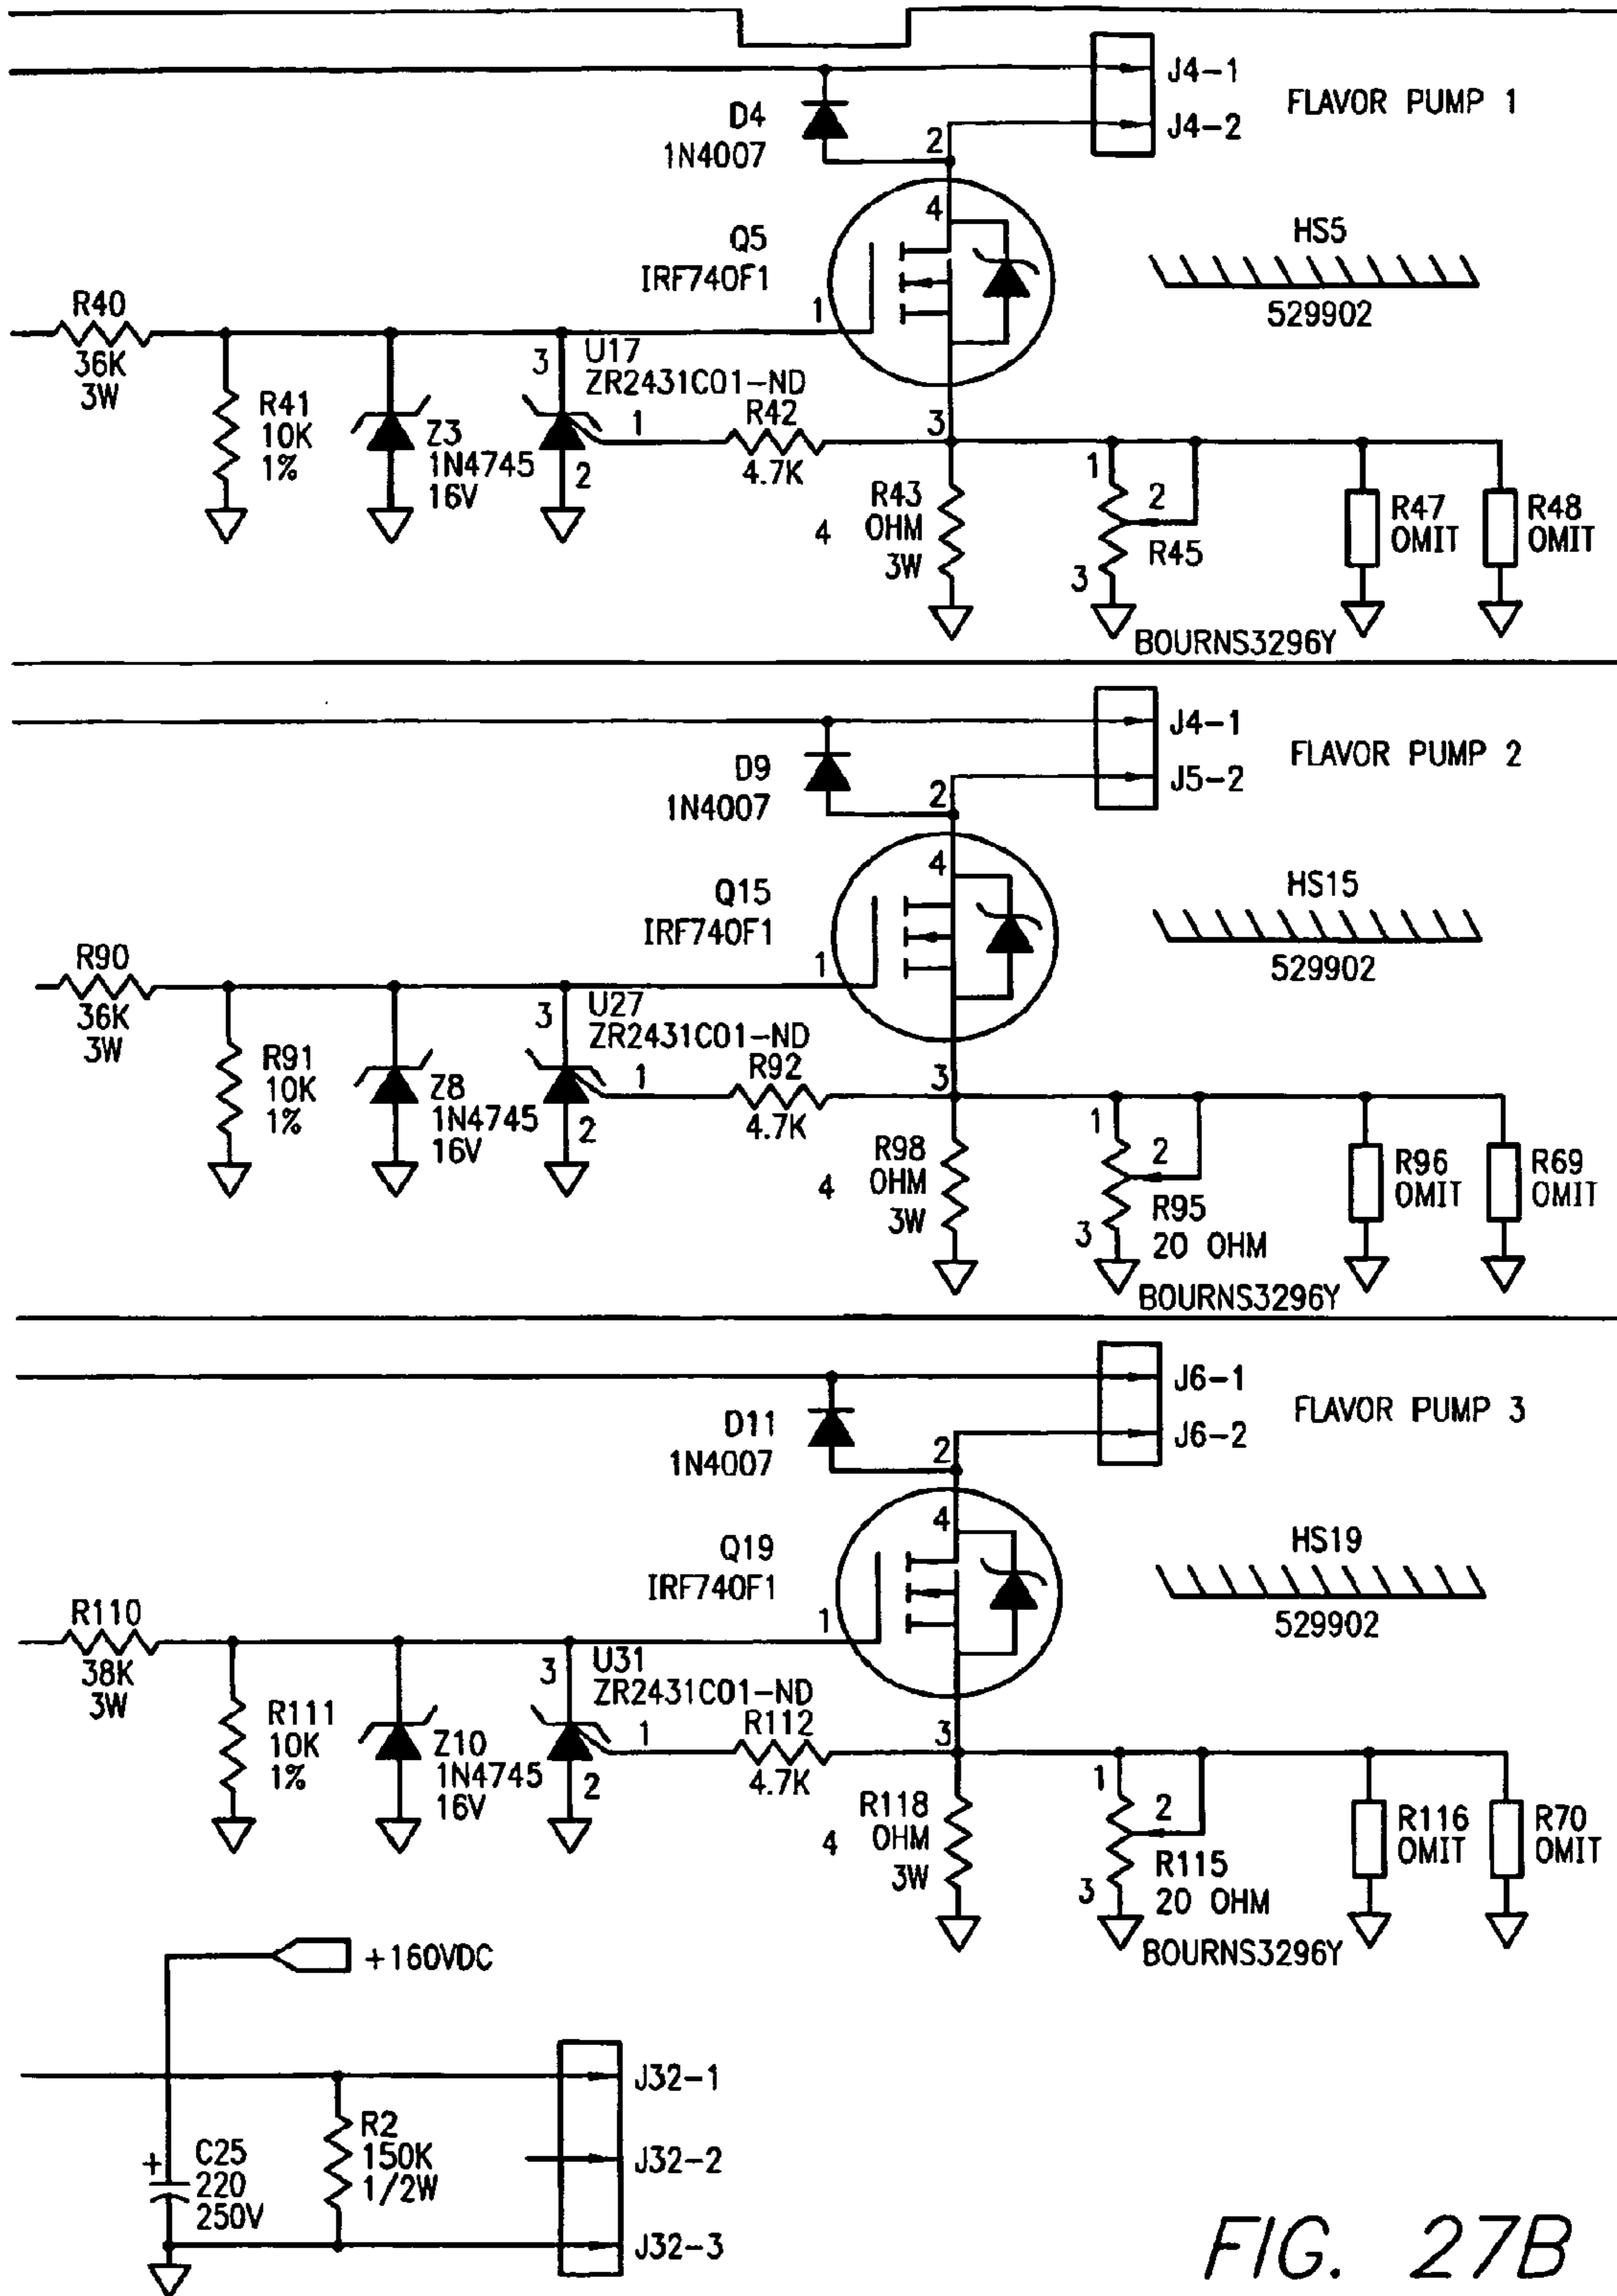 J4-1
FLAVOR PUMP 1
J4-2
D4
1N4007
2
4
Q5
IRF740F1
HS5
529902
1
R40
36K
3W
R41
10K
1%
Z3
1N4745
16V
3
U17
ZR2431C01-ND
1
2
R42
4.7K
3
R43
4 OHM
3W
1
2
R45
3
BOURNS3296Y
R47
OMIT
R48
OMIT
J4-1
FLAVOR PUMP 2
J5-2
D9
1N4007
2
4
Q15
IRF740F1
HS15
529902
1
R90
36K
3W
R91
10K
1%
Z8
1N4745
16V
3
U27
ZR2431C01-ND
1
2
R92
4.7K
3
R98
4 OHM
3W
1
2
R95
3
20 OHM
BOURNS3296Y
R96
OMIT
R69
OMIT
J6-1
FLAVOR PUMP 3
J6-2
D11
1N4007
2
4
Q19
IRF740F1
HS19
529902
1
R110
38K
3W
R111
10K
1%
Z10
1N4745
16V
3
U31
ZR2431C01-ND
1
2
R112
4.7K
3
R118
4 OHM
3W
1
2
R115
3
20 OHM
BOURNS3296Y
R116
OMIT
R70
OMIT
+160VDC
J32-1
R2
150K
1/2W
J32-2
+
C25
220
250V
J32-3
FIG. 27B